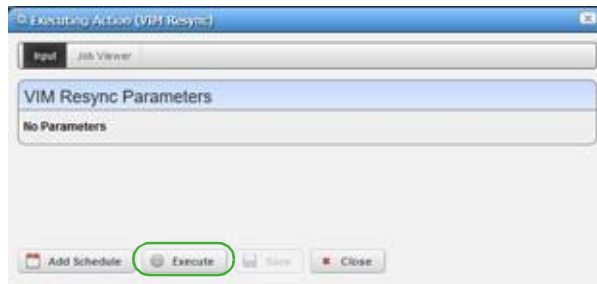 Executing Action (VIM Resync)
Input Job Viewer
VIM Resync Parameters
No Parameters
Add Schedule Execute Save Close